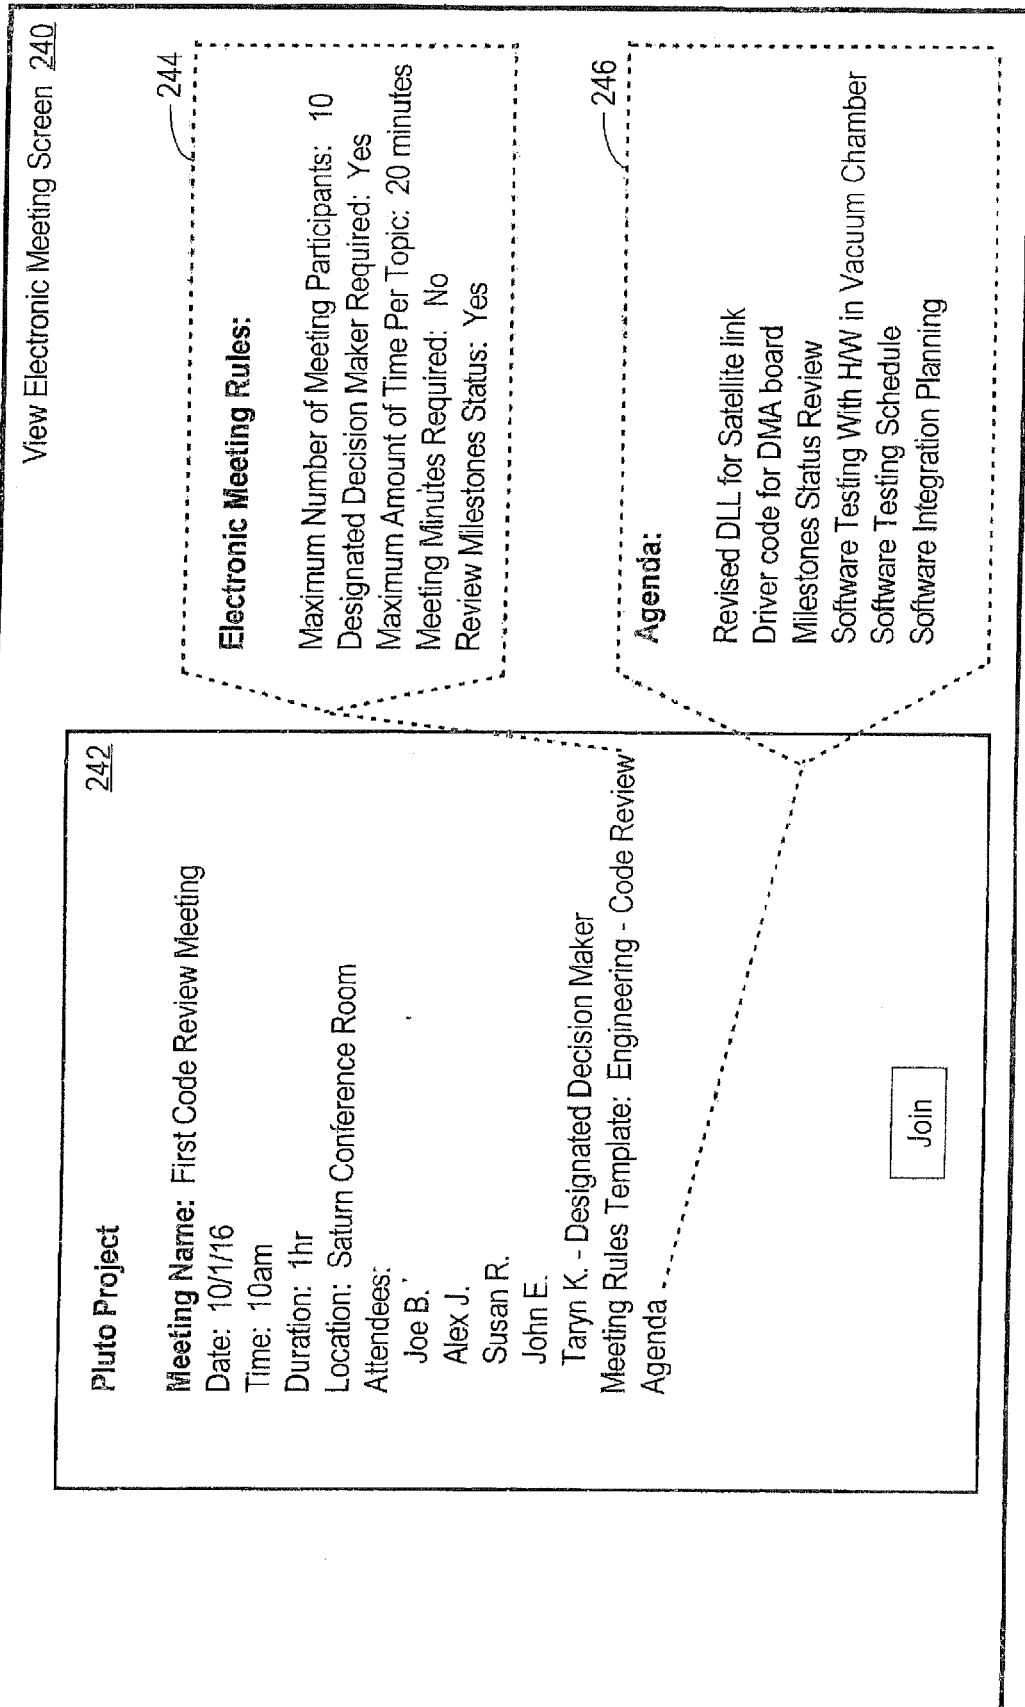 View Electronic Meeting Screen 240
242
Pluto Project
Meeting Name: First Code Review Meeting
Date: 10/1/16
Time: 10am
Duration: 1hr
Location: Saturn Conference Room
Attendees:
Joe B.
Alex J.
Susan R.
John E.
Taryn K. - Designated Decision Maker
Meeting Rules Template: Engineering - Code Review
Agenda
Join
244
Electronic Meeting Rules:
Maximum Number of Meeting Participants: 10
Designated Decision Maker Required: Yes
Maximum Amount of Time Per Topic: 20 minutes
Meeting Minutes Required: No
Review Milestones Status: Yes
246
Agenda:
Revised DLL for Satellite link
Driver code for DMA board
Milestones Status Review
Software Testing With H/W in Vacuum Chamber
Software Testing Schedule
Software Integration Planning